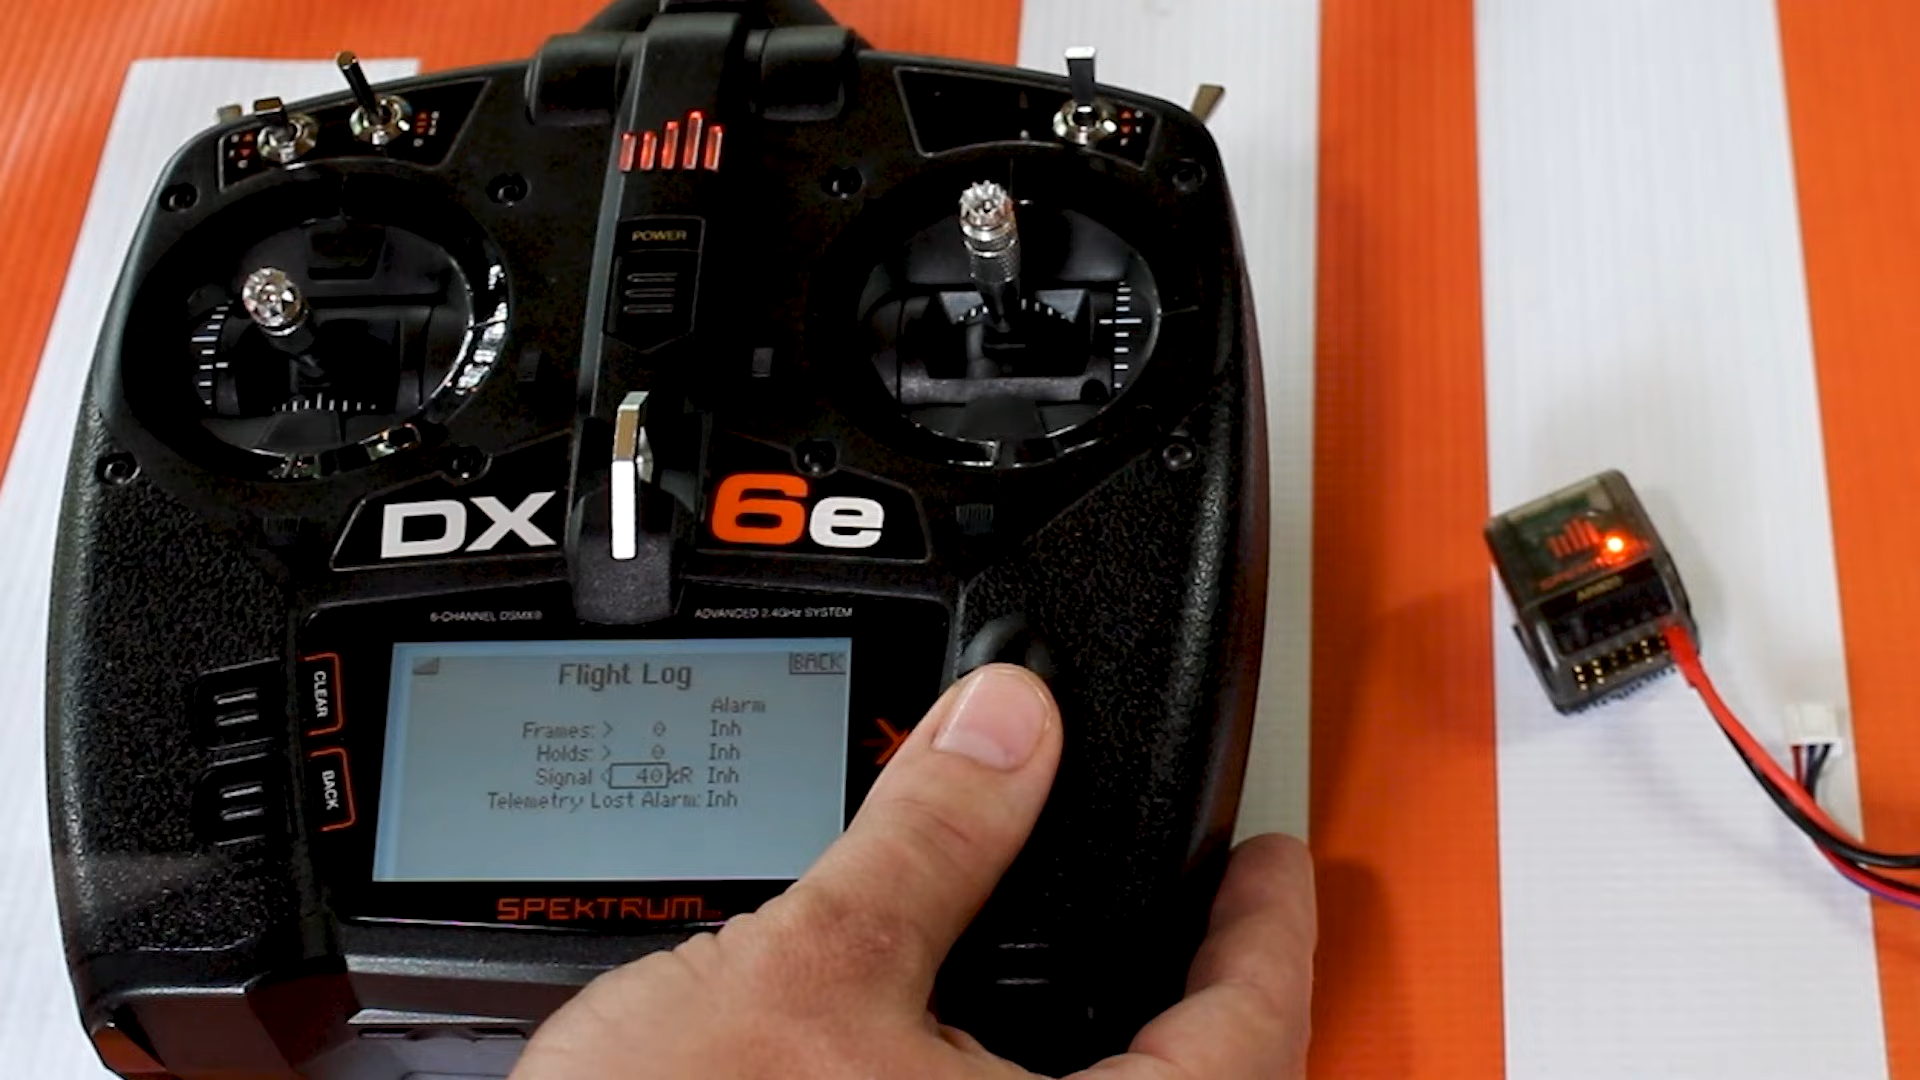 POWER
DX 6e
6-CHANNEL DSMX®
ADVANCED 2.4GHz SYSTEM
BACK
Flight Log
Alarm
Frames: > 0 Inh
Holds: > 0 Inh
Signal < 40%R Inh
Telemetry Lost Alarm: Inh
CLEAR
BACK
SPEKTRUM